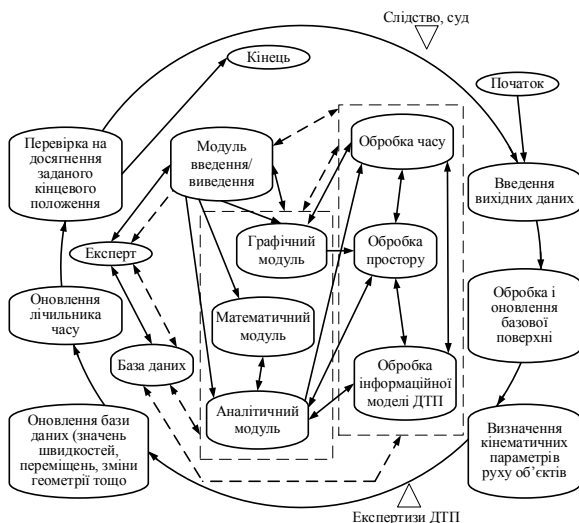 Слідство, суд
Кінець
Початок
Перевірка на
досягнення
заданого
кінцевого
положення
Модуль
введення/
виведення
Обробка часу
Введення
вихідних даних
Графічний
модуль
Обробка
простору
Експерт
Оновлення
лічильника
часу
Математичний
модуль
Обробка і
оновлення
базової
поверхні
База даних
Обробка
інформаційної
моделі ДТП
Аналітичний
модуль
Оновлення бази
даних (значень
швидкостей,
переміщень, зміни
геометрії тощо
Визначення
кінематичних
параметрів
руху об’єктів
Експертизи ДТП